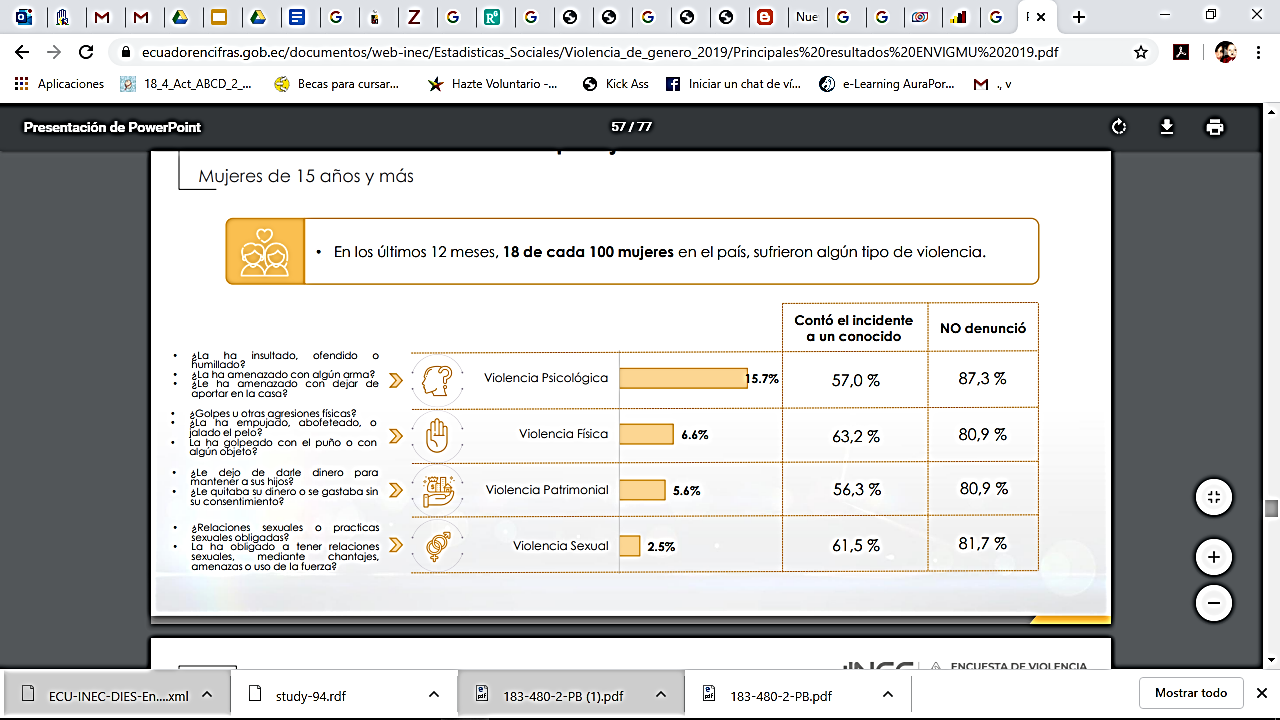 Nue
ecuadorencifras.gob.ec/documentos/web-inec/Estadisticas_Sociales/Violencia_de_genero_2019/Principales%20resultados%20ENVIGMU%202019.pdf
Aplicaciones
18_4_Act_ABCD_2_...
Becas para cursar...
Hazte Voluntario -...
Kick Ass
Iniciar un chat de ví...
e-Learning AuraPor...
., v
Presentación de PowerPoint
57 / 77
Mujeres de 15 años y más
• En los últimos 12 meses, 18 de cada 100 mujeres en el país, sufrieron algún tipo de violencia.
Contó el incidente
a un conocido
NO denunció
• ¿La ha insultado, ofendido o
humillado?
• ¿La ha amenazado con algún arma?
• ¿Le ha amenazado con dejar de
aportar en la casa?
Violencia Psicológica
15.7%
57,0 %
87,3 %
• ¿Golpes u otras agresiones físicas?
• ¿La ha empujado, abofeteado, o
jalado el pelo?
• La ha golpeado con el puño o con
algún objeto?
Violencia Física
6.6%
63,2 %
80,9 %
• ¿Le dejo de darle dinero para
mantener a sus hijos?
• ¿Le quitaba su dinero o se gastaba sin
su consentimiento?
Violencia Patrimonial
5.6%
56,3 %
80,9 %
• ¿Relaciones sexuales o practicas
sexuales obligadas?
• La ha obligado a tener relaciones
sexuales, mediante chantajes,
amenazas o uso de la fuerza?
Violencia Sexual
2.5%
61,5 %
81,7 %
ENCUESTA DE VIOLENCIA
ECU-INEC-DIES-En....xml
study-94.rdf
183-480-2-PB (1).pdf
183-480-2-PB.pdf
Mostrar todo